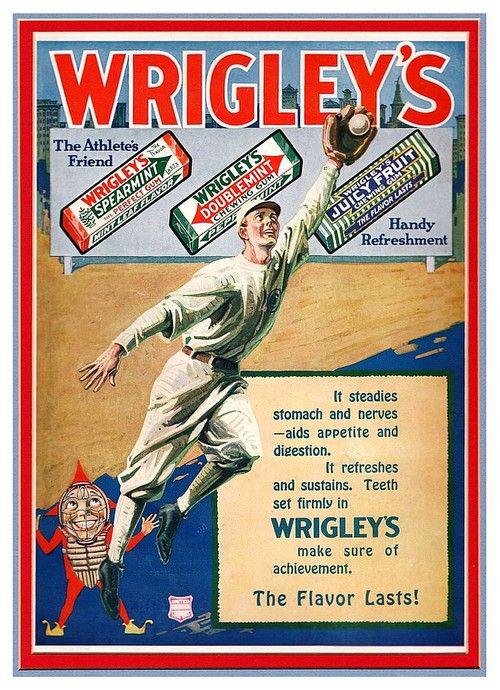 WRIGLEY'S
The Athlete's
Friend
WRIGLEY'S
SPEARMINT
THE PERFECT GUM
MINT LEAF FLAVOR
WRIGLEYS
DOUBLEMINT
CHEWING GUM
WRIGLEY'S
JUICY FRUIT
CHEWING GUM
THE FLAVOR LASTS
Handy
Refreshment
It steadies
stomach and nerves
—aids appetite and
digestion.
It refreshes
and sustains. Teeth
set firmly in
WRIGLEY'S
make sure of
achievement.
The Flavor Lasts!
UNITED